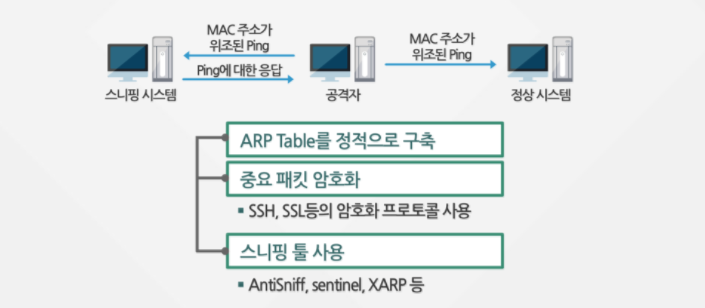 MAC 주소가
위조된 Ping
MAC 주소가
위조된 Ping
Ping에 대한 응답
스니핑 시스템
공격자
정상 시스템
ARP Table를 정적으로 구축
중요 패킷 암호화
▪ SSH, SSL등의 암호화 프로토콜 사용
스니핑 툴 사용
▪ AntiSniff, sentinel, XARP 등